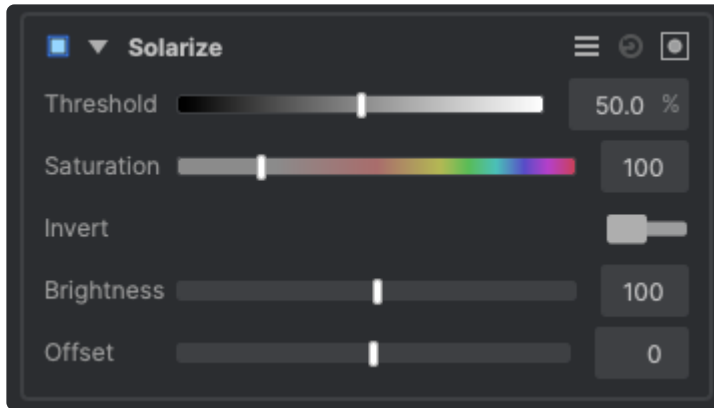 Solarize
Threshold 50.0 %
Saturation 100
Invert
Brightness 100
Offset 0